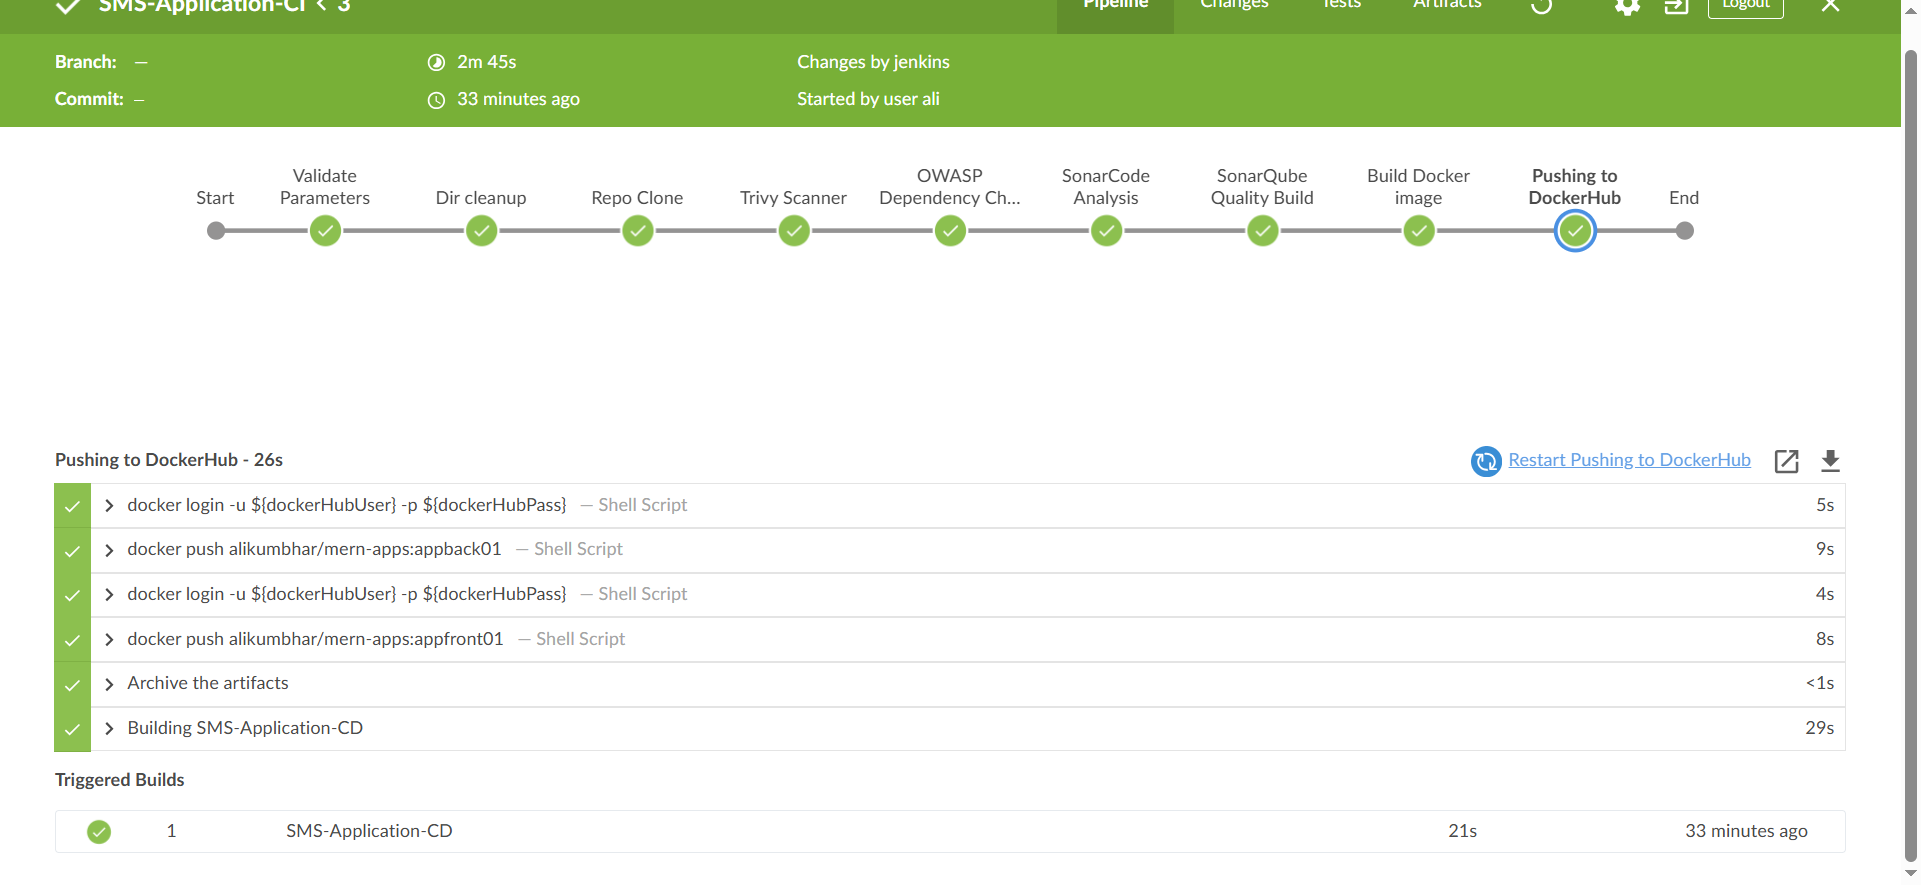 SMS-Application-CI < 3
Pipeline Changes Tests Artifacts Logout
Branch: —
2m 45s
Changes by jenkins
Commit: —
33 minutes ago
Started by user ali
Start
Validate
Parameters
Dir cleanup
Repo Clone
Trivy Scanner
OWASP
Dependency Ch...
SonarCode
Analysis
SonarQube
Quality Build
Build Docker
image
Pushing to
DockerHub
End
Pushing to DockerHub - 26s
Restart Pushing to DockerHub
docker login -u ${dockerHubUser} -p ${dockerHubPass} — Shell Script 5s
docker push alikumbhar/mern-apps:appback01 — Shell Script 9s
docker login -u ${dockerHubUser} -p ${dockerHubPass} — Shell Script 4s
docker push alikumbhar/mern-apps:appfront01 — Shell Script 8s
Archive the artifacts <1s
Building SMS-Application-CD 29s
Triggered Builds
1 SMS-Application-CD 21s 33 minutes ago